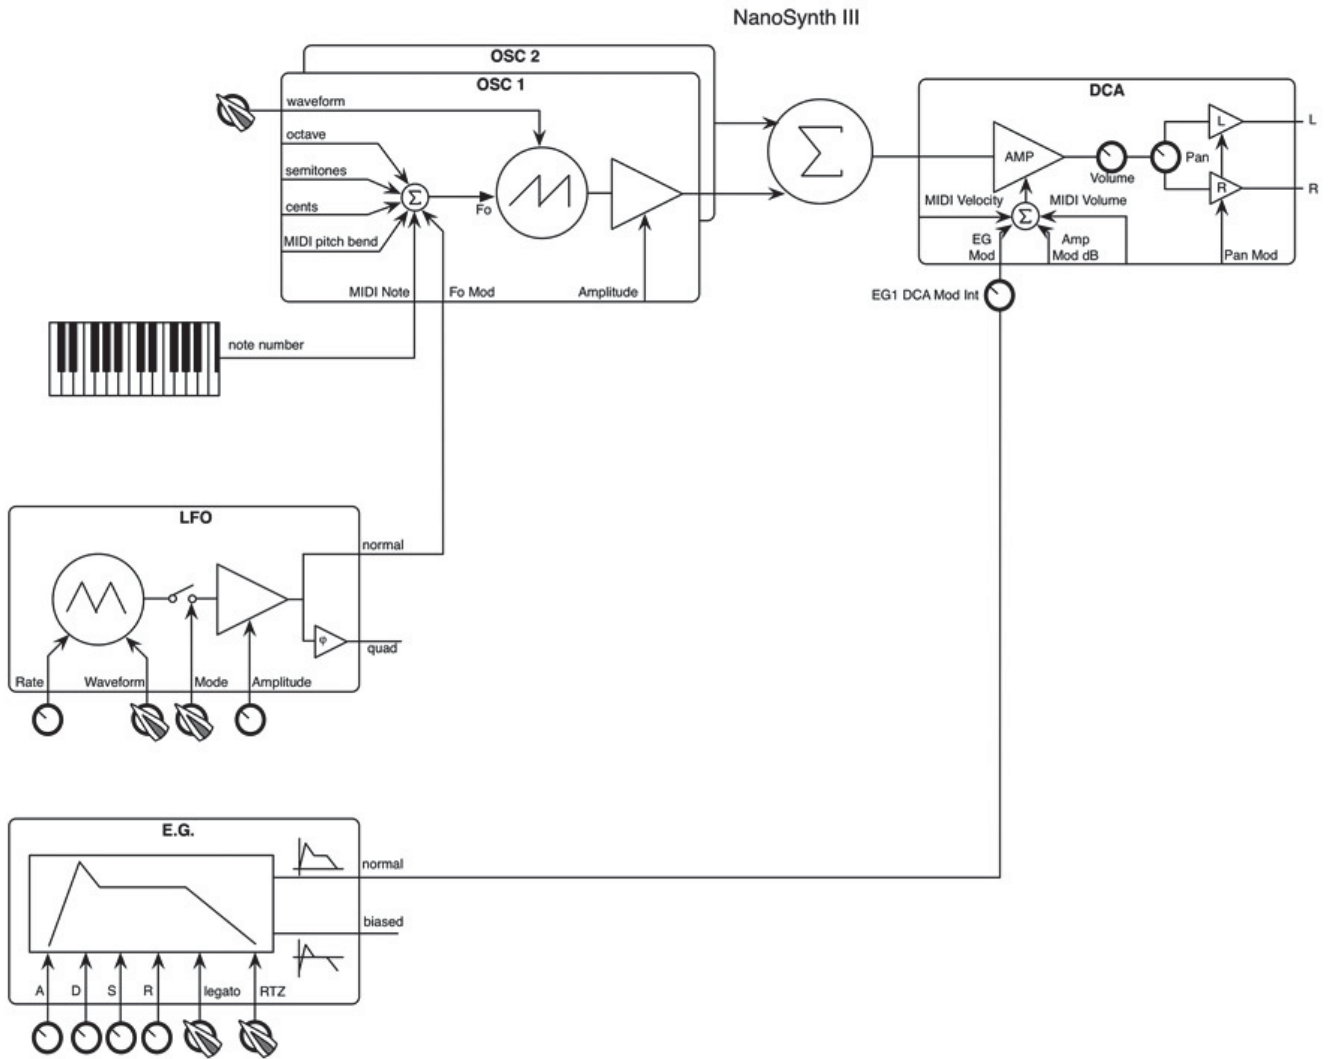 NanoSynth III
OSC 2
OSC 1
waveform
octave
semitones
cents
MIDI pitch bend
Σ
Fo
MIDI Note
Fo Mod
Amplitude
note number
Σ
DCA
AMP
Volume
Pan
L
L
R
R
MIDI Velocity
MIDI Volume
Σ
EG
Mod
Amp
Mod dB
Pan Mod
EG1 DCA Mod Int
LFO
normal
φ
quad
Rate
Waveform
Mode
Amplitude
E.G.
normal
biased
A
D
S
R
legato
RTZ